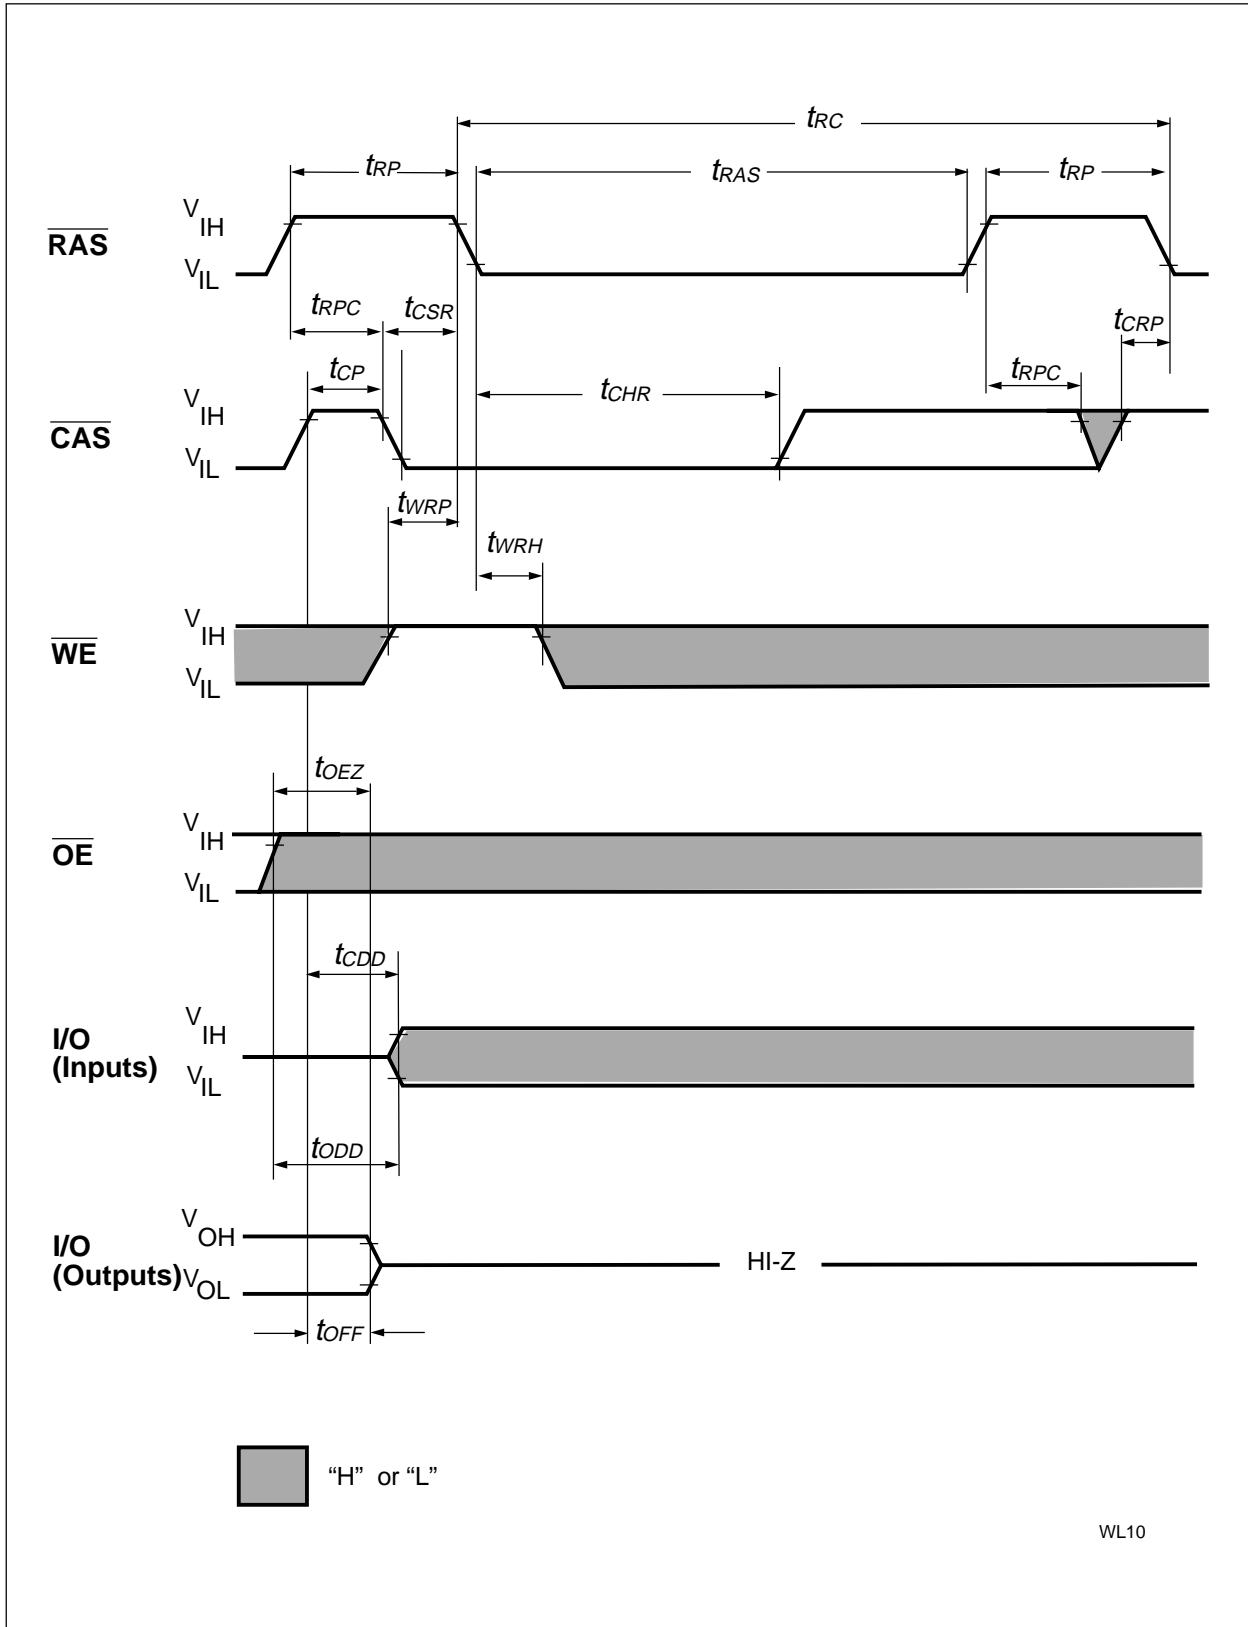 tRC
tRP
tRAS
tRP
RAS
VIH
VIL
tRPC
tCSR
tCRP
tCP
tCHR
tRPC
CAS
VIH
VIL
tWRP
tWRH
WE
VIH
VIL
tOEZ
OE
VIH
VIL
tCDD
I/O
(Inputs)
VIH
VIL
tODD
I/O
(Outputs)
VOH
VOL
HI-Z
tOFF
“H” or “L”
WL10